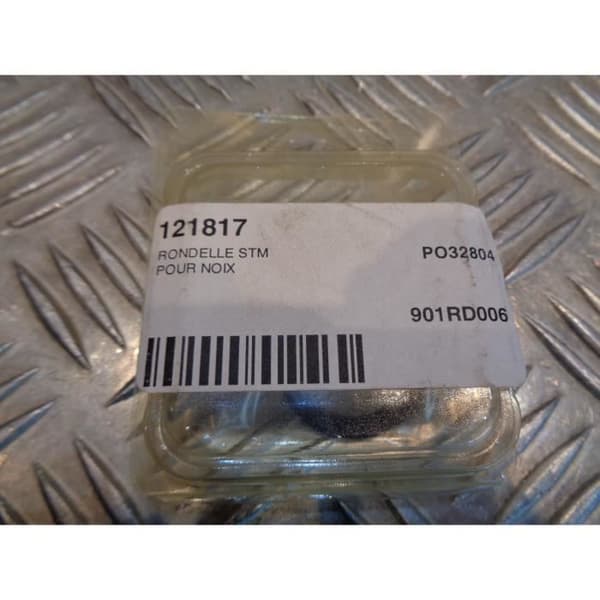 121817
RONDELLE STM
POUR NOIX
PO32804
901RD006